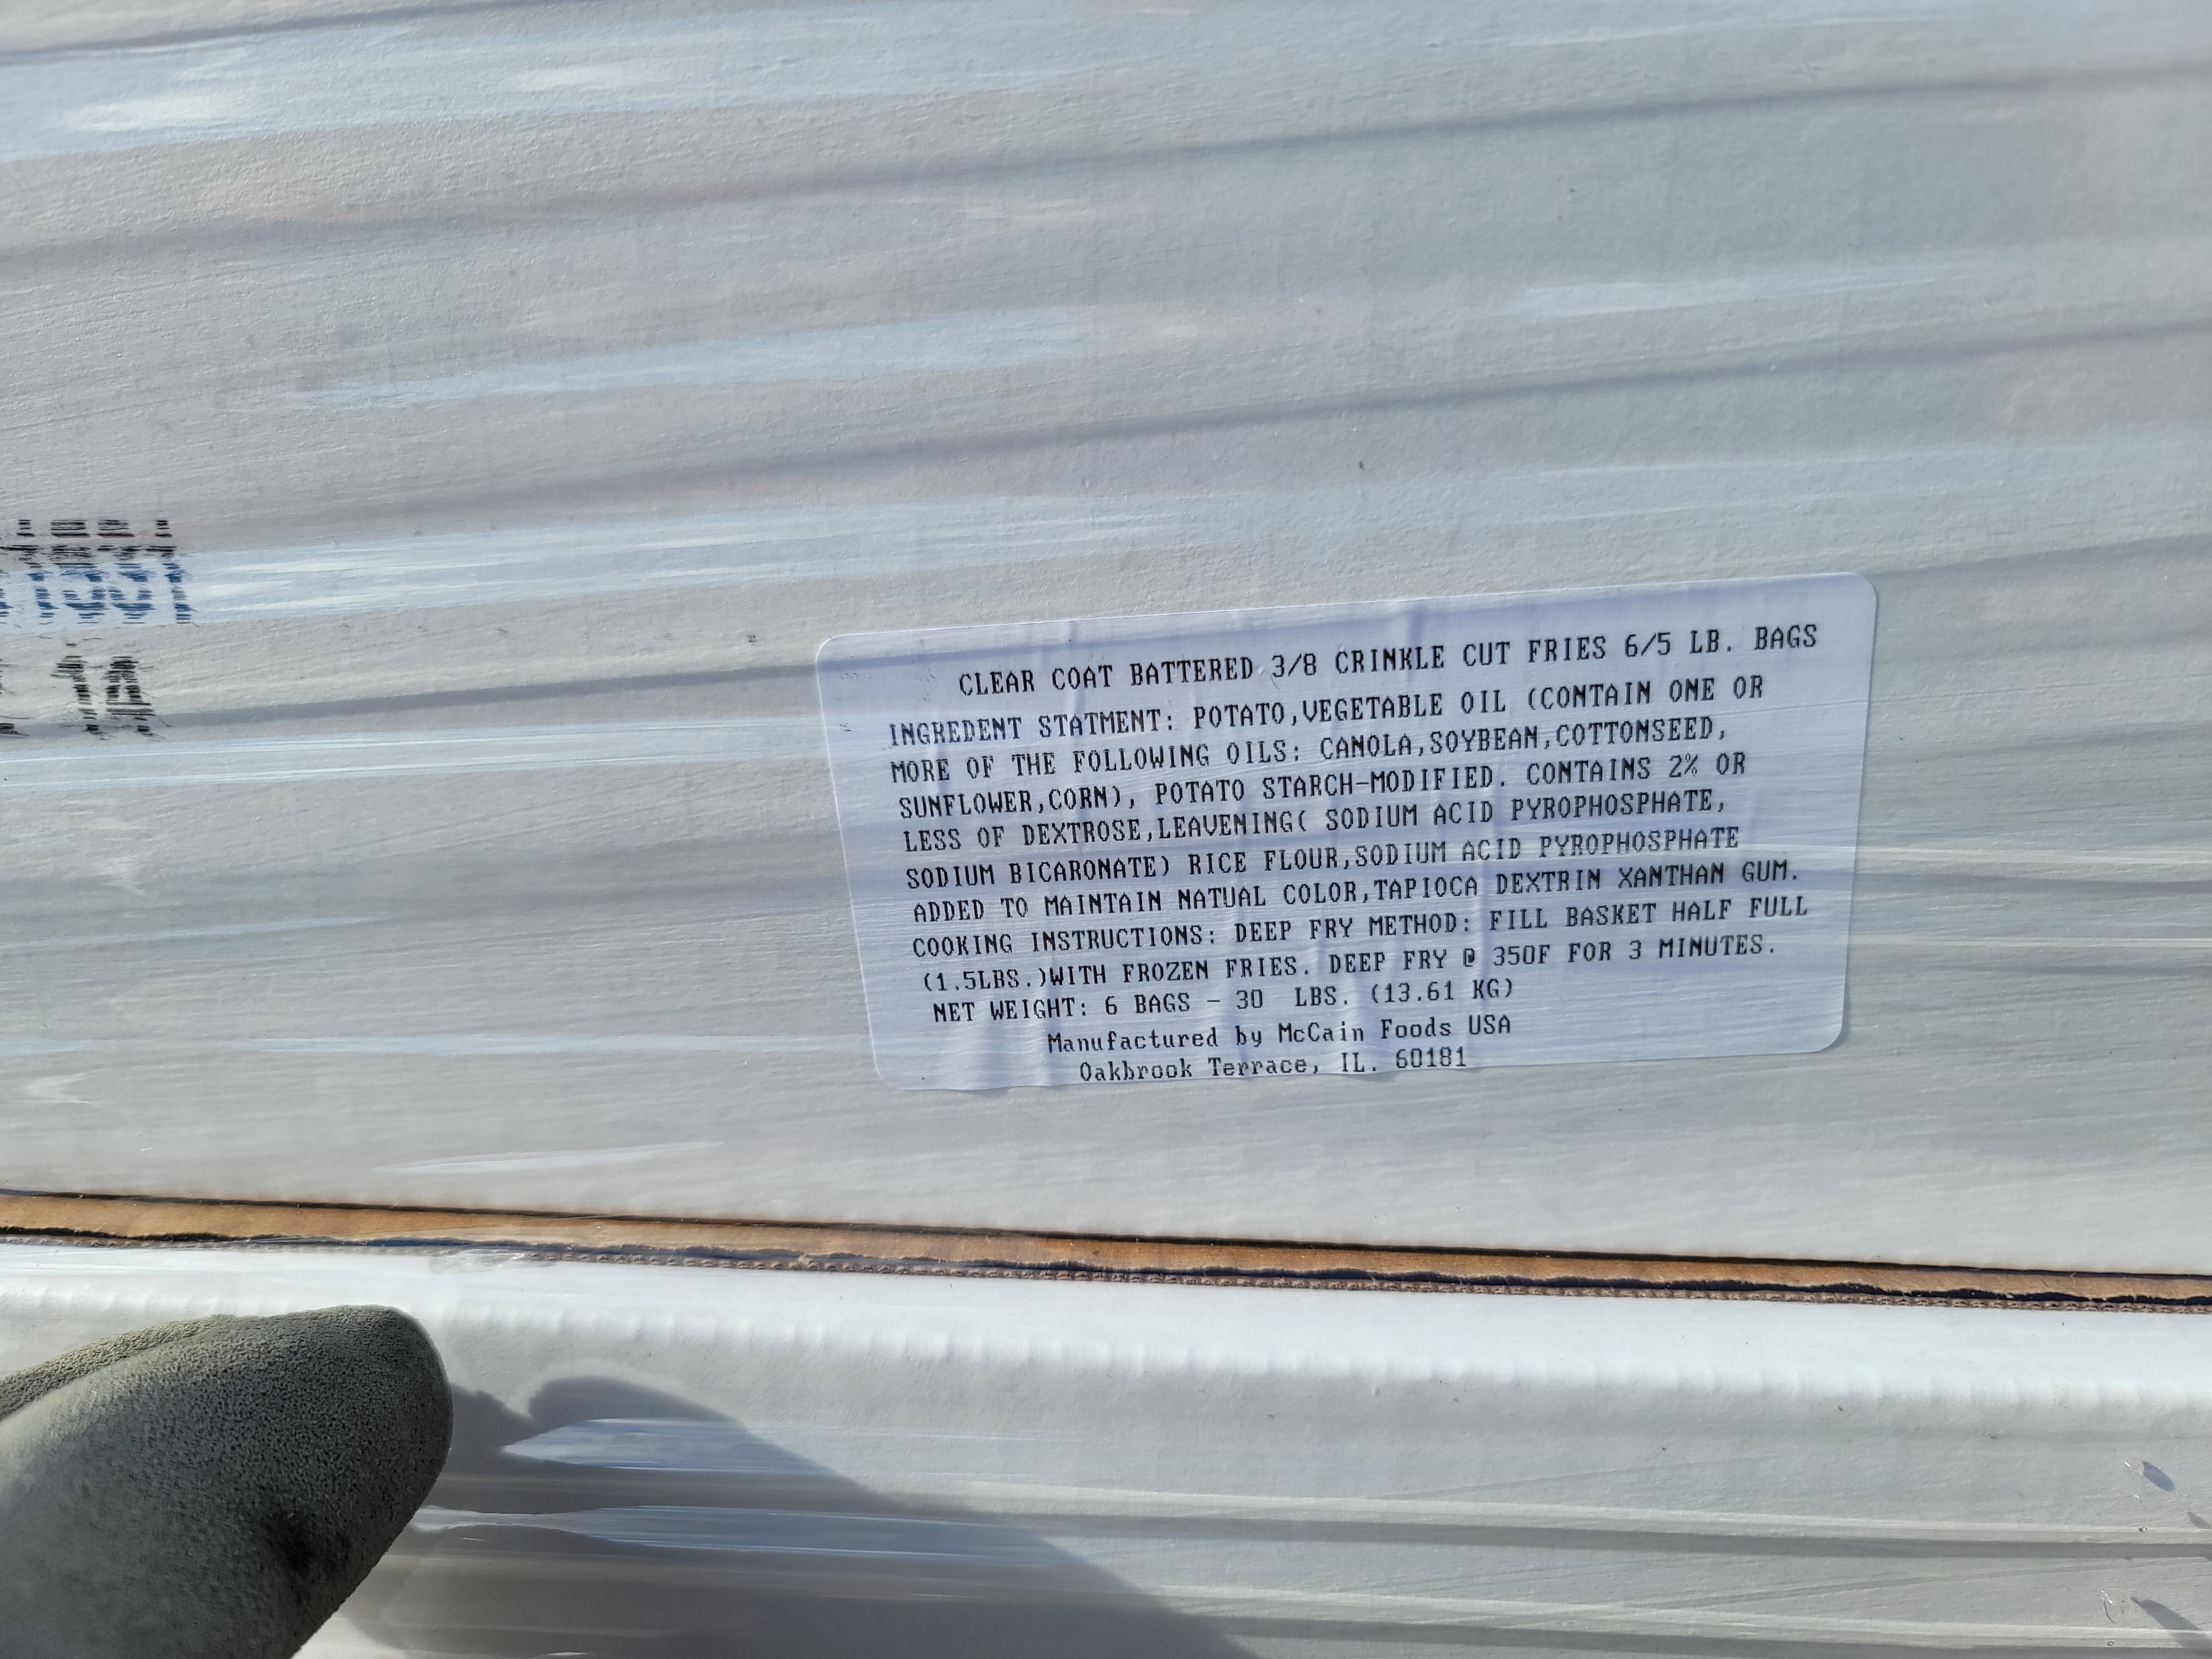 CLEAR COAT BATTERED 3/8 CRINKLE CUT FRIES 6/5 LB. BAGS
INGREDENT STATMENT: POTATO,VEGETABLE OIL (CONTAIN ONE OR
MORE OF THE FOLLOWING OILS: CANOLA,SOYBEAN,COTTONSEED,
SUNFLOWER,CORN), POTATO STARCH-MODIFIED. CONTAINS 2% OR
LESS OF DEXTROSE,LEAVENING( SODIUM ACID PYROPHOSPHATE,
SODIUM BICARONATE) RICE FLOUR,SODIUM ACID PYROPHOSPHATE
ADDED TO MAINTAIN NATUAL COLOR,TAPIOCA DEXTRIN XANTHAN GUM.
COOKING INSTRUCTIONS: DEEP FRY METHOD: FILL BASKET HALF FULL
(1.5LBS.)WITH FROZEN FRIES. DEEP FRY @ 350F FOR 3 MINUTES.
NET WEIGHT: 6 BAGS - 30 LBS. (13.61 KG)
Manufactured by McCain Foods USA
Oakbrook Terrace, IL. 60181